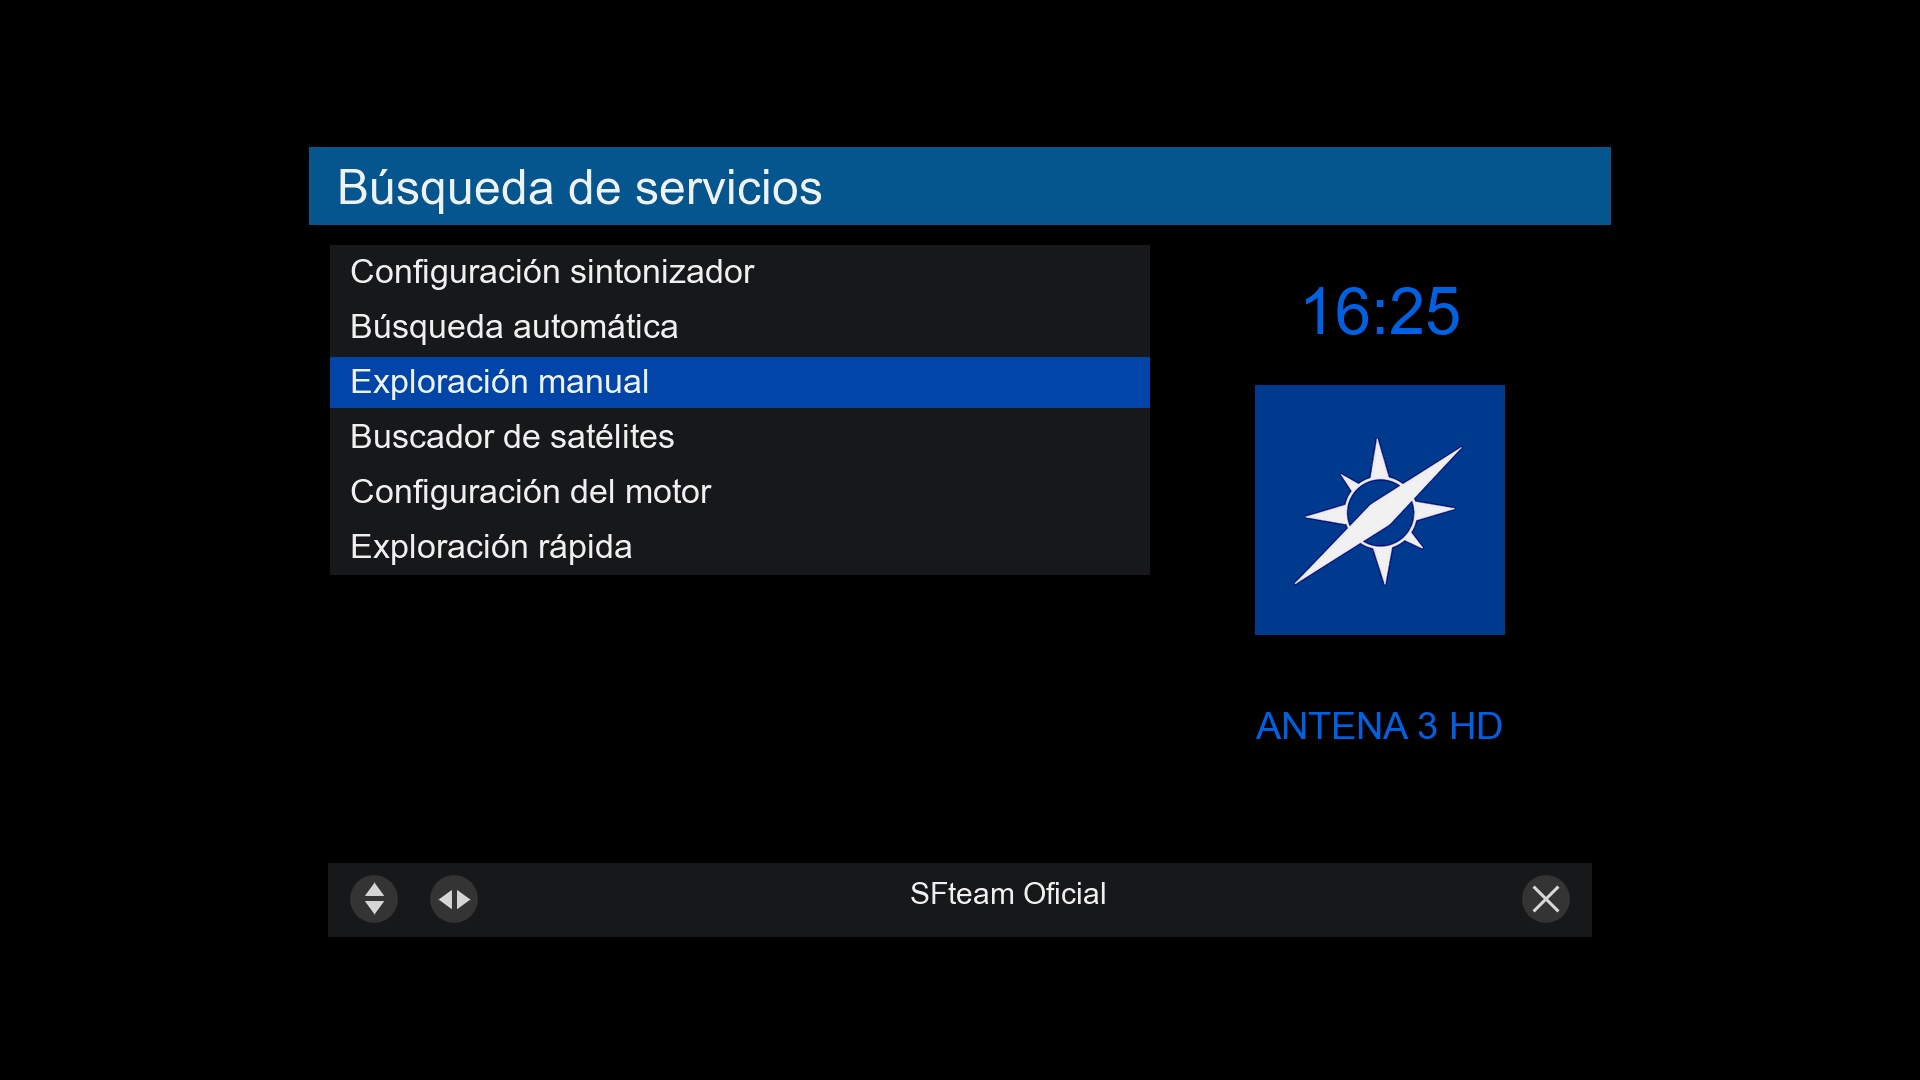 Búsqueda de servicios
Configuración sintonizador
Búsqueda automática
Exploración manual
Buscador de satélites
Configuración del motor
Exploración rápida
16:25
ANTENA 3 HD
SFteam Oficial